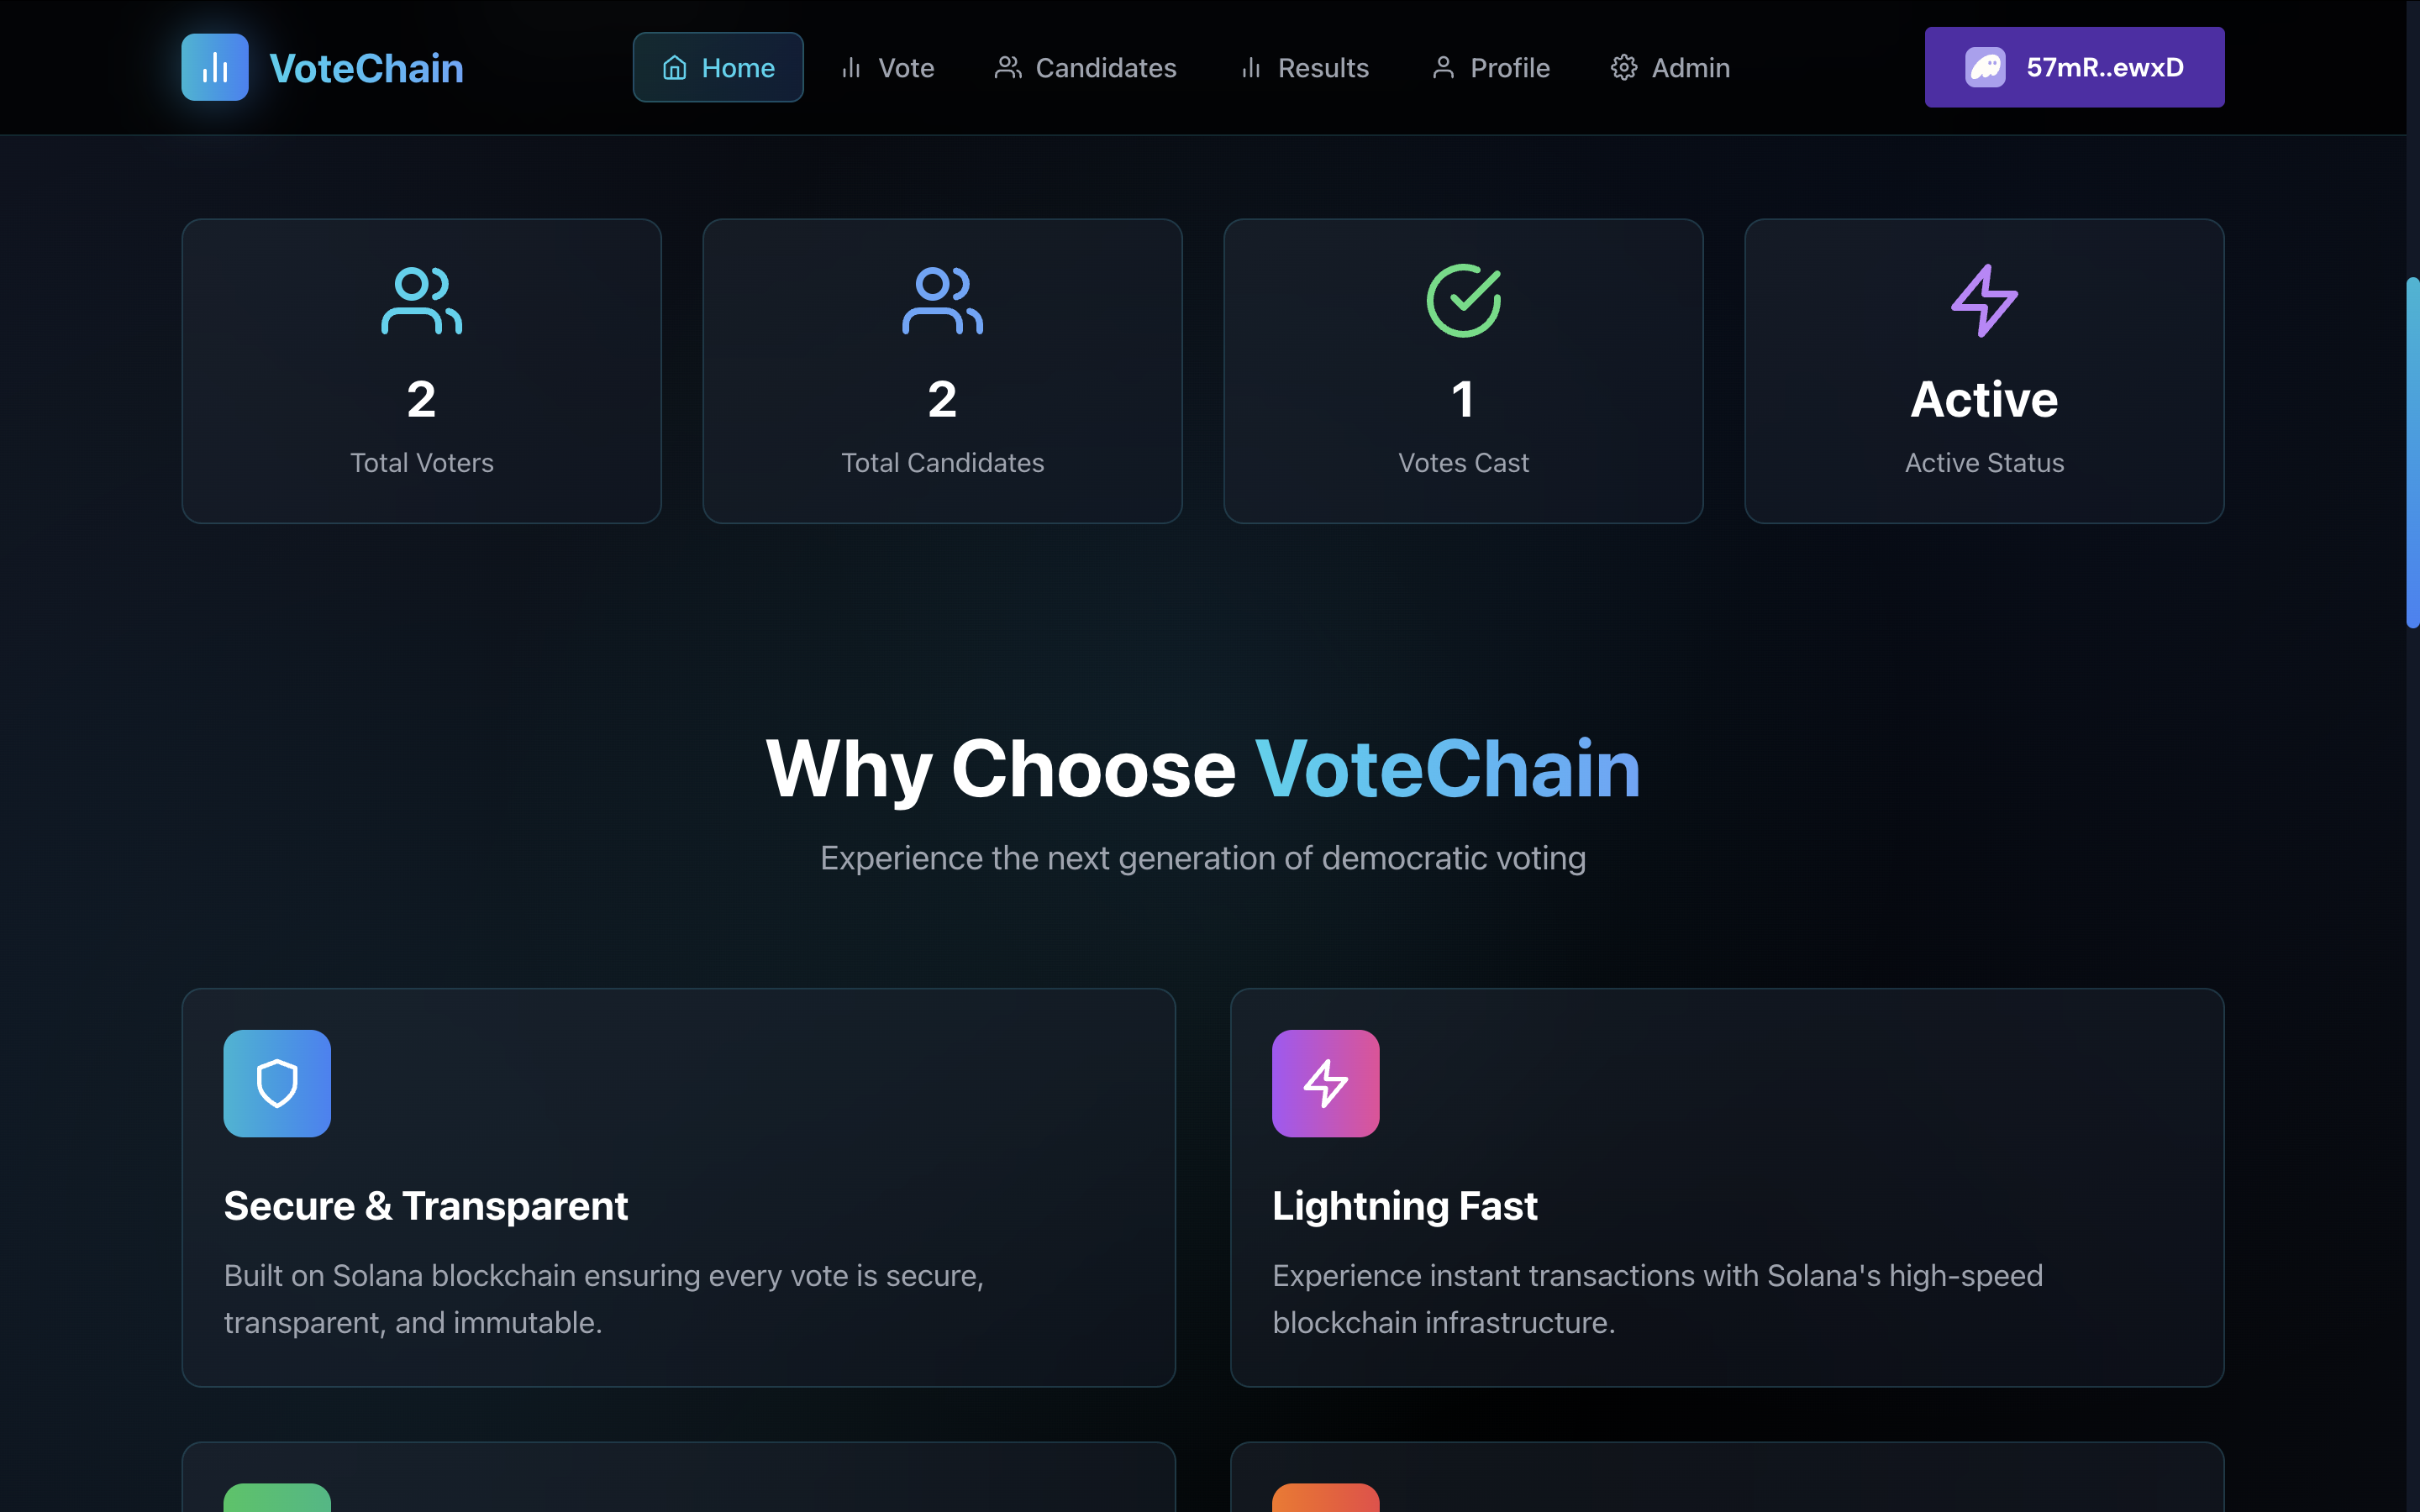 VoteChain
Home
Vote
Candidates
Results
Profile
Admin
57mR..ewxD
2
Total Voters
2
Total Candidates
1
Votes Cast
Active
Active Status
Why Choose VoteChain
Experience the next generation of democratic voting
Secure & Transparent
Built on Solana blockchain ensuring every vote is secure,
transparent, and immutable.
Lightning Fast
Experience instant transactions with Solana's high-speed
blockchain infrastructure.